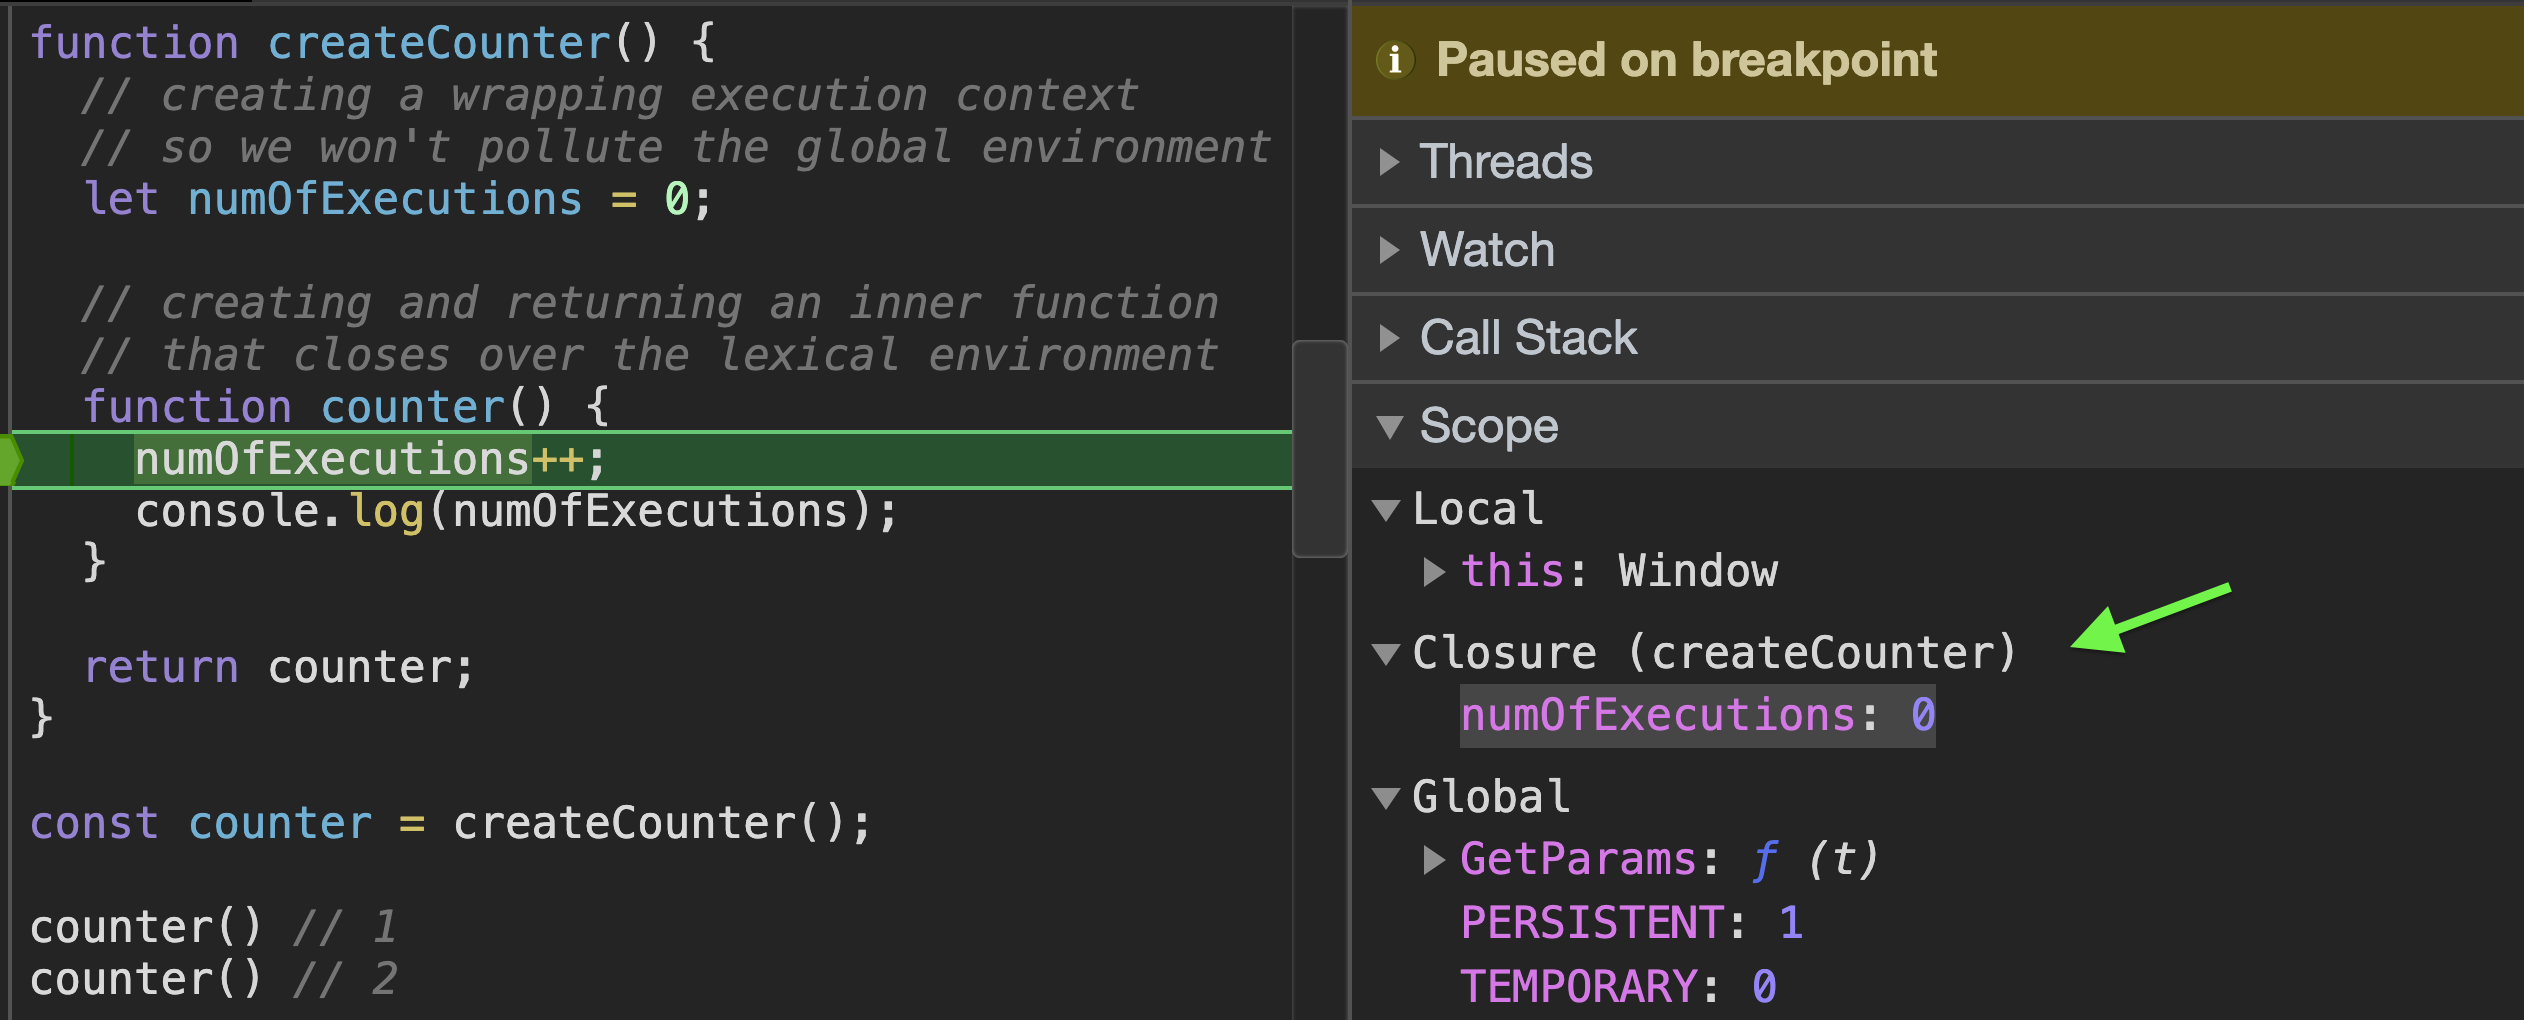 function createCounter() {
// creating a wrapping execution context
// so we won't pollute the global environment
let numOfExecutions = 0;
// creating and returning an inner function
// that closes over the lexical environment
function counter() {
numOfExecutions++;
console.log(numOfExecutions);
}
return counter;
}
const counter = createCounter();
counter() // 1
counter() // 2
Paused on breakpoint
Threads
Watch
Call Stack
Scope
Local
this: Window
Closure (createCounter)
numOfExecutions: 0
Global
GetParams: ƒ (t)
PERSISTENT: 1
TEMPORARY: 0